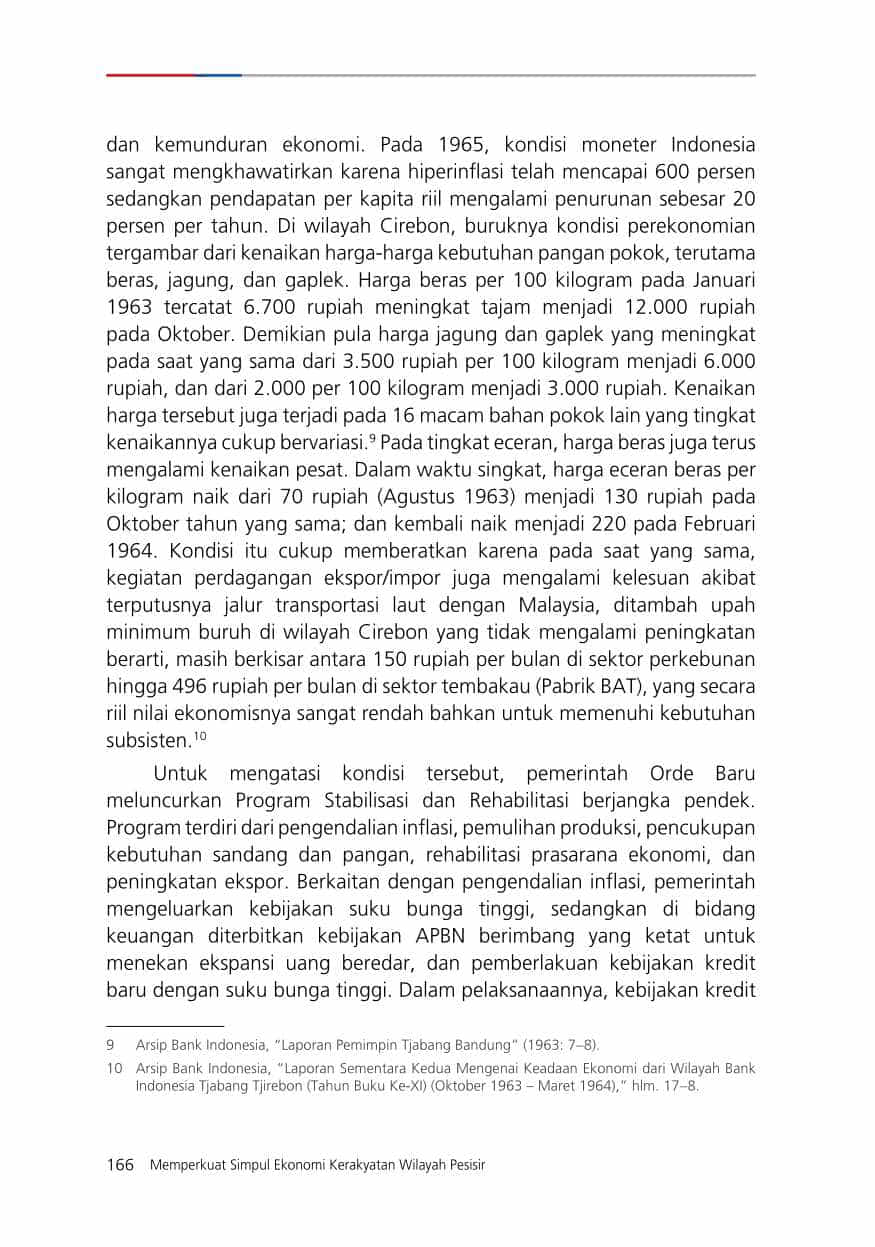 dan kemunduran ekonomi. Pada 1965, kondisi moneter Indonesia
sangat mengkhawatirkan karena hiperinflasi telah mencapai 600 persen
sedangkan pendapatan per kapita riil mengalami penurunan sebesar 20
persen per tahun. Di wilayah Cirebon, buruknya kondisi perekonomian
tergambar dari kenaikan harga-harga kebutuhan pangan pokok, terutama
beras, jagung, dan gaplek. Harga beras per 100 kilogram pada Januari
1963 tercatat 6.700 rupiah meningkat tajam menjadi 12.000 rupiah
pada Oktober. Demikian pula harga jagung dan gaplek yang meningkat
pada saat yang sama dari 3.500 rupiah per 100 kilogram menjadi 6.000
rupiah, dan dari 2.000 per 100 kilogram menjadi 3.000 rupiah. Kenaikan
harga tersebut juga terjadi pada 16 macam bahan pokok lain yang tingkat
kenaikannya cukup bervariasi.⁹ Pada tingkat eceran, harga beras juga terus
mengalami kenaikan pesat. Dalam waktu singkat, harga eceran beras per
kilogram naik dari 70 rupiah (Agustus 1963) menjadi 130 rupiah pada
Oktober tahun yang sama; dan kembali naik menjadi 220 pada Februari
1964. Kondisi itu cukup memberatkan karena pada saat yang sama,
kegiatan perdagangan ekspor/impor juga mengalami kelesuan akibat
terputusnya jalur transportasi laut dengan Malaysia, ditambah upah
minimum buruh di wilayah Cirebon yang tidak mengalami peningkatan
berarti, masih berkisar antara 150 rupiah per bulan di sektor perkebunan
hingga 496 rupiah per bulan di sektor tembakau (Pabrik BAT), yang secara
riil nilai ekonomisnya sangat rendah bahkan untuk memenuhi kebutuhan
subsisten.¹⁰
Untuk mengatasi kondisi tersebut, pemerintah Orde Baru
meluncurkan Program Stabilisasi dan Rehabilitasi berjangka pendek.
Program terdiri dari pengendalian inflasi, pemulihan produksi, pencukupan
kebutuhan sandang dan pangan, rehabilitasi prasarana ekonomi, dan
peningkatan ekspor. Berkaitan dengan pengendalian inflasi, pemerintah
mengeluarkan kebijakan suku bunga tinggi, sedangkan di bidang
keuangan diterbitkan kebijakan APBN berimbang yang ketat untuk
menekan ekspansi uang beredar, dan pemberlakuan kebijakan kredit
baru dengan suku bunga tinggi. Dalam pelaksanaannya, kebijakan kredit
9 Arsip Bank Indonesia, “Laporan Pemimpin Tjabang Bandung” (1963: 7–8).
10 Arsip Bank Indonesia, “Laporan Sementara Kedua Mengenai Keadaan Ekonomi dari Wilayah Bank
Indonesia Tjabang Tjirebon (Tahun Buku Ke-XI) (Oktober 1963 – Maret 1964),” hlm. 17–8.
166 Memperkuat Simpul Ekonomi Kerakyatan Wilayah Pesisir